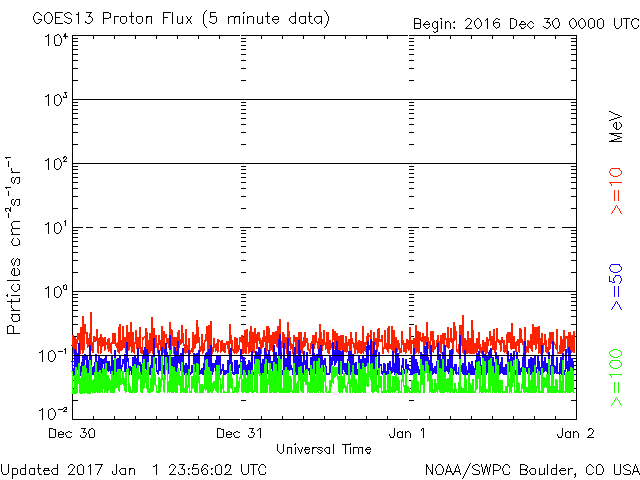 GOES13 Proton Flux (5 minute data)
Begin: 2016 Dec 30 0000 UTC
Particles cm⁻²s⁻¹sr⁻¹
10⁴
10³
10²
10¹
10⁰
10⁻¹
10⁻²
Dec 30
Dec 31
Jan 1
Jan 2
Universal Time
MeV
>=10
>=50
>=100
Updated 2017 Jan 1 23:56:02 UTC
NOAA/SWPC Boulder, CO USA